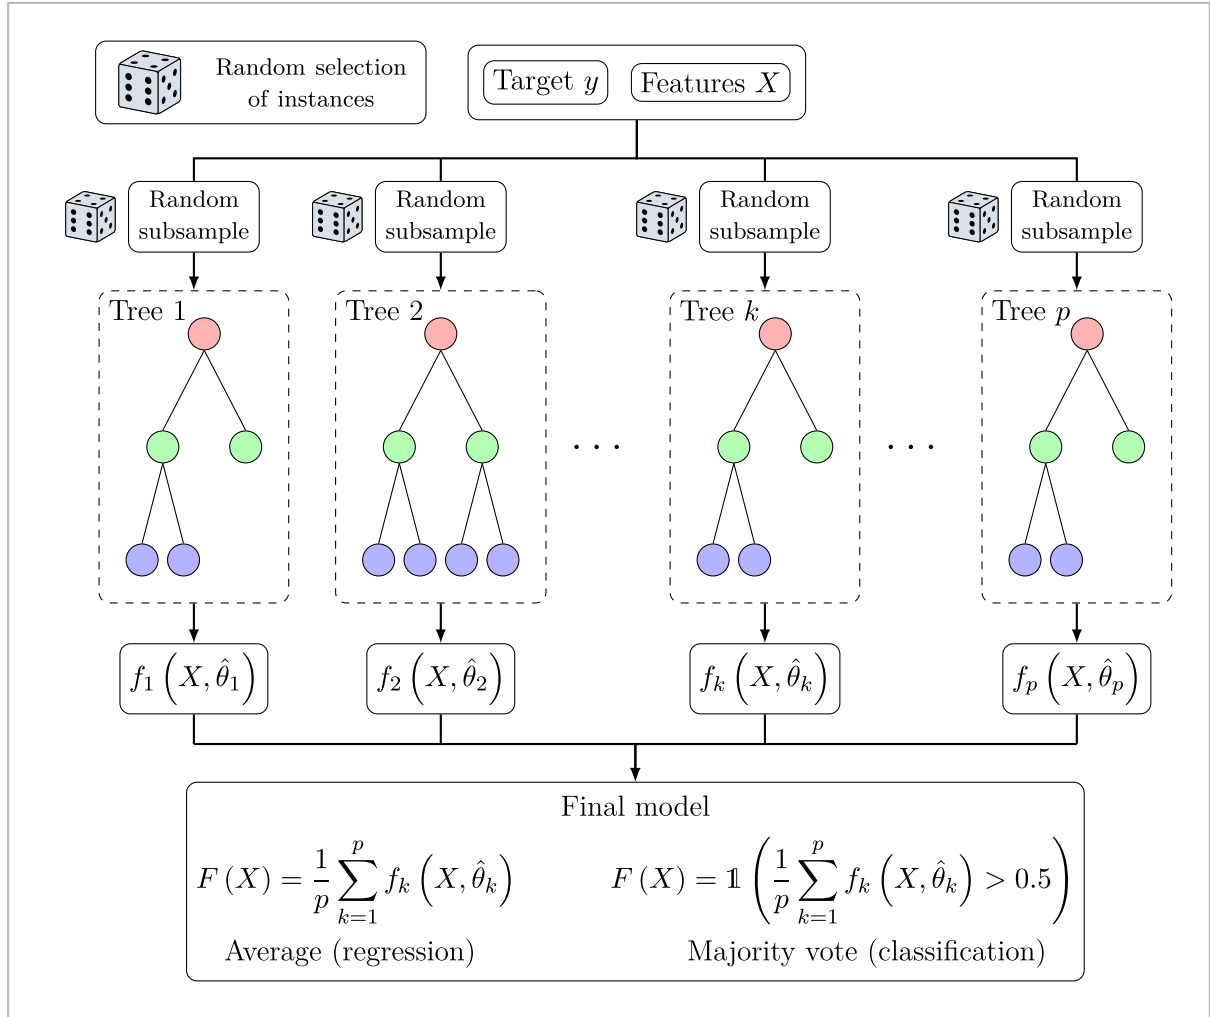 Random selection
of instances
Target y
Features X
Random
subsample
Random
subsample
Random
subsample
Random
subsample
Tree 1
Tree 2
Tree k
Tree p
· · ·
· · ·
f₁ (X, θ̂₁)
f₂ (X, θ̂₂)
fₖ (X, θ̂ₖ)
fₚ (X, θ̂ₚ)
Final model
F (X) = 1/p ∑_{k=1}^{p} fₖ (X, θ̂ₖ)
F (X) = 𝟙 (1/p ∑_{k=1}^{p} fₖ (X, θ̂ₖ) > 0.5)
Average (regression)
Majority vote (classification)